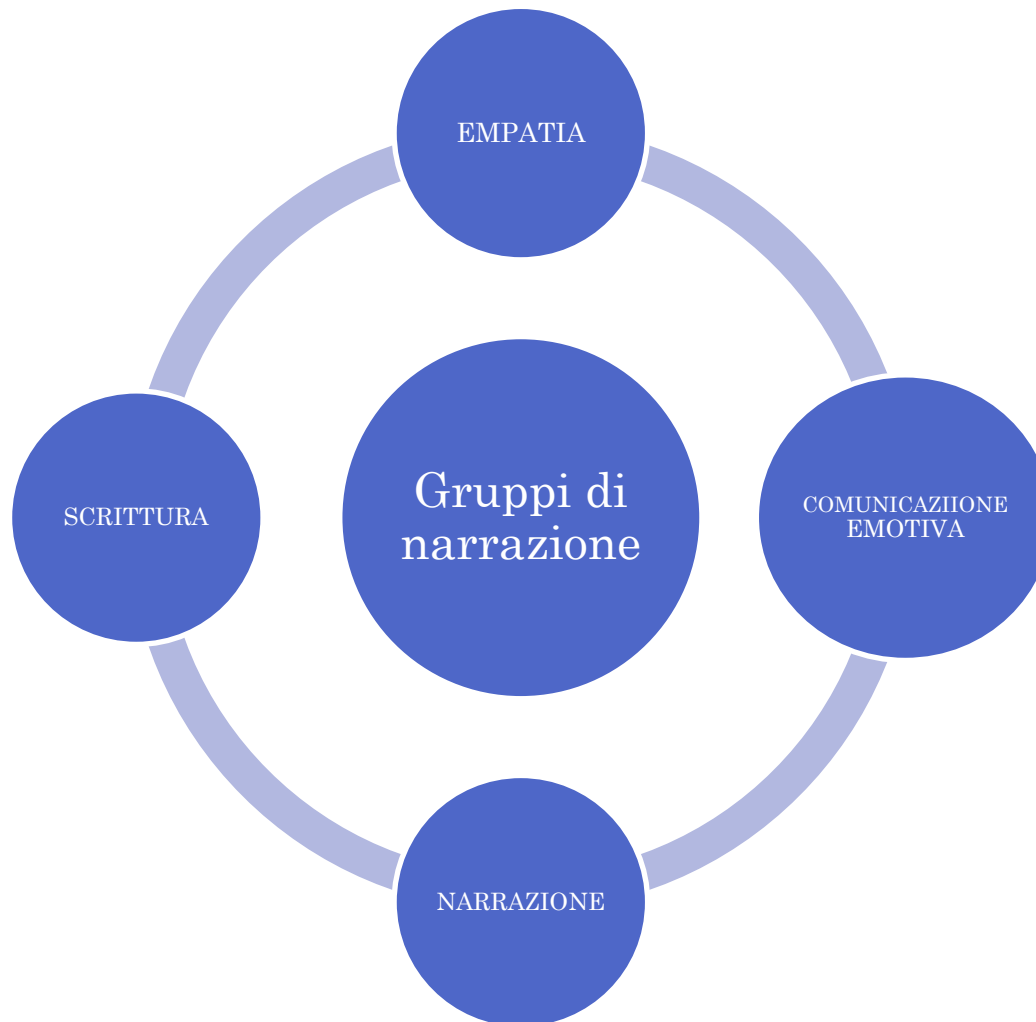 EMPATIA
SCRITTURA
Gruppi di
narrazione
COMUNICAZIIONE
EMOTIVA
NARRAZIONE